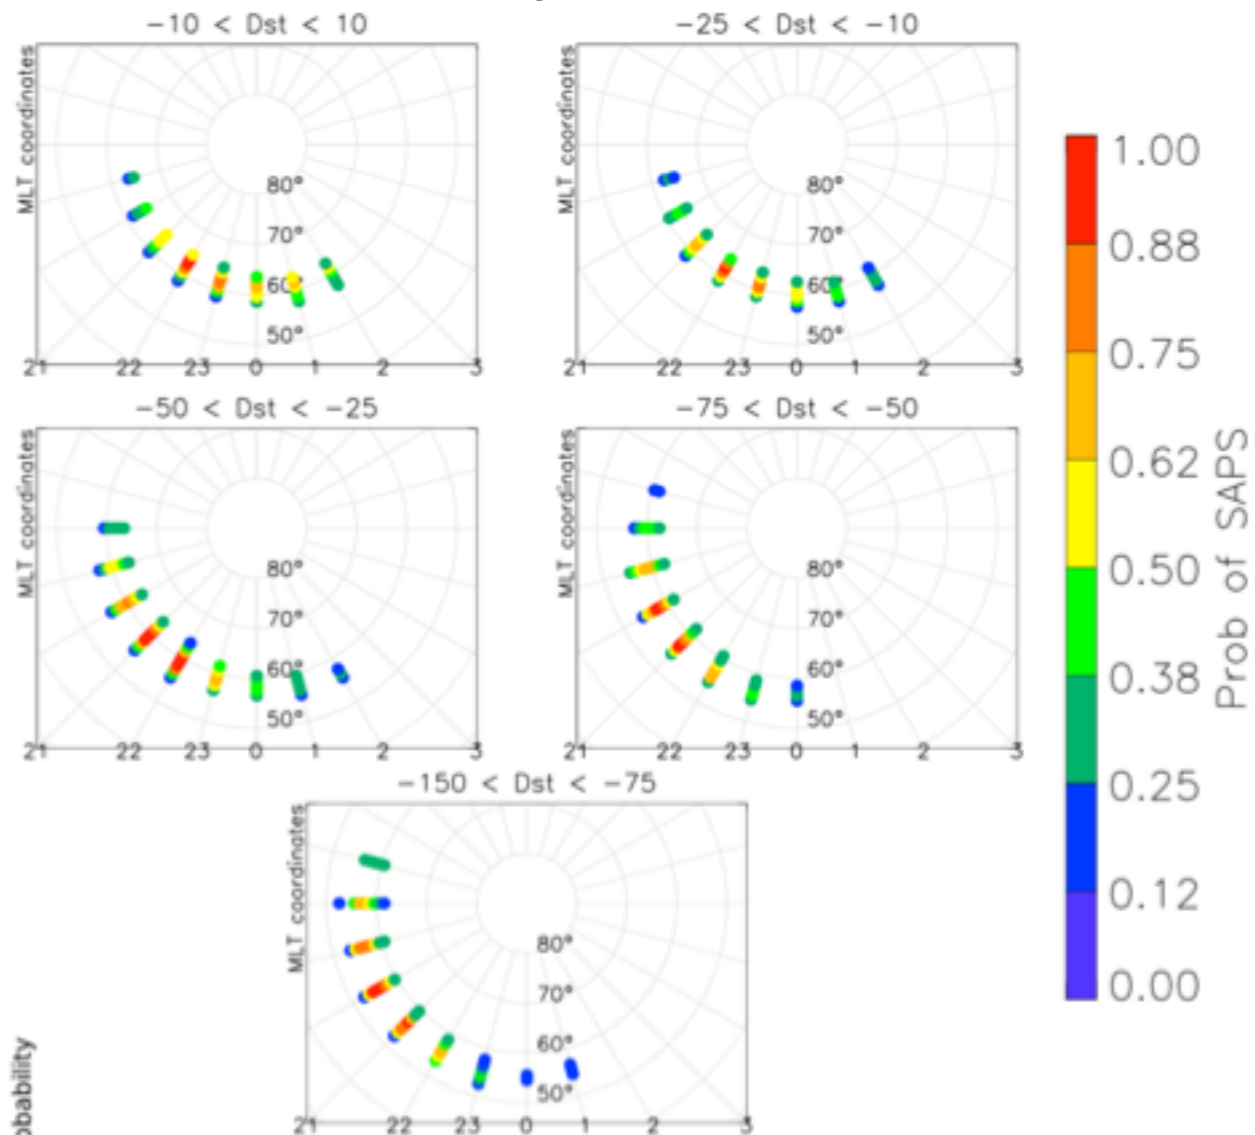 -10 < Dst < 10
MLT coordinates
80°
70°
60°
50°
21 22 23 0 1 2 3
-25 < Dst < -10
MLT coordinates
80°
70°
60°
50°
21 22 23 0 1 2 3
-50 < Dst < -25
MLT coordinates
80°
70°
60°
50°
21 22 23 0 1 2 3
-75 < Dst < -50
MLT coordinates
80°
70°
60°
50°
21 22 23 0 1 2 3
-150 < Dst < -75
MLT coordinates
80°
70°
60°
50°
21 22 23 0 1 2 3
1.00
0.88
0.75
0.62
0.50
0.38
0.25
0.12
0.00
Prob of SAPS
obability